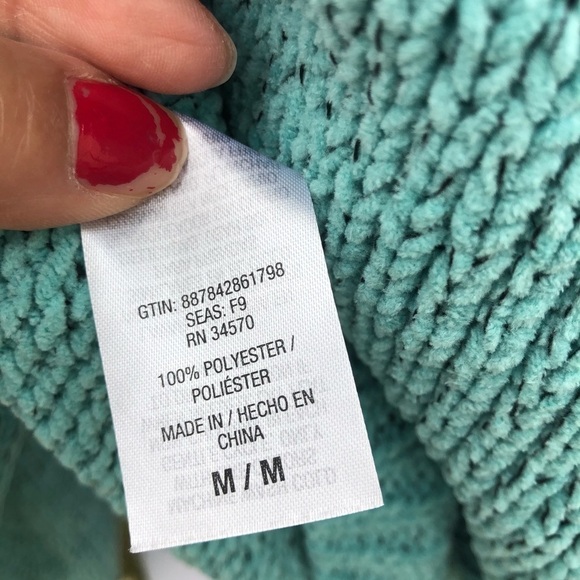 GTIN: 887842861798
SEAS: F9
RN 34570
100% POLYESTER /
POLIÉSTER
MADE IN / HECHO EN
CHINA
M / M